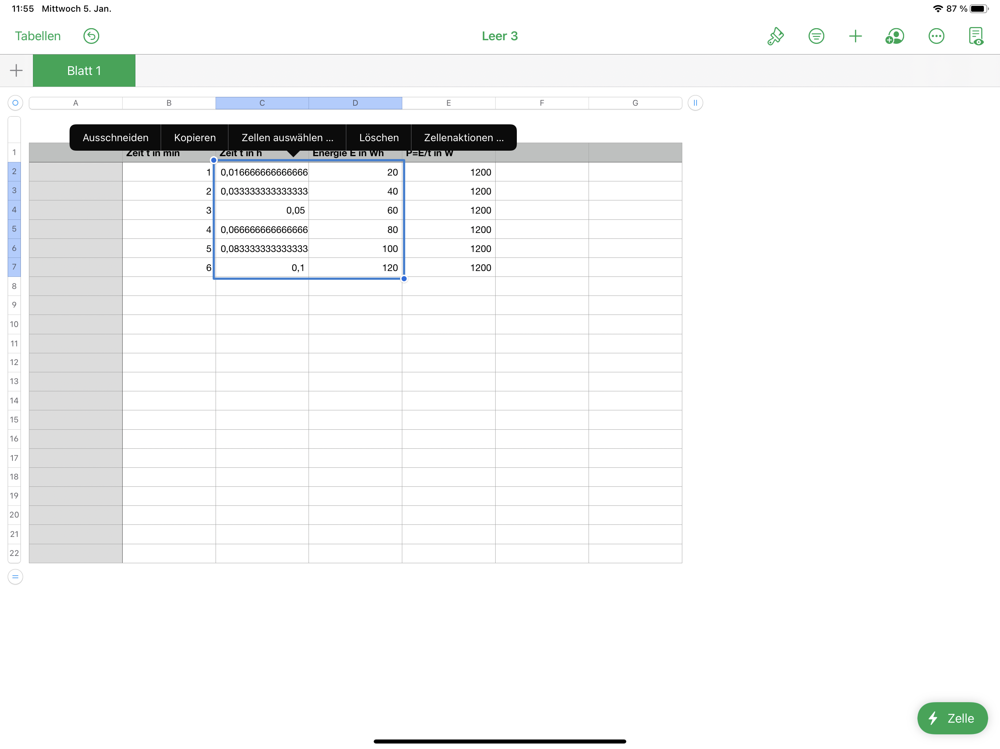 11:55 Mittwoch 5. Jan. 87 %
Tabellen Leer 3
Blatt 1
A B C D E F G
Ausschneiden Kopieren Zellen auswählen ... Löschen Zellenaktionen ...
1 Zeit t in min Zeit t in h Energie E in Wh P=E/t in W
2 1 0,016666666666666 20 1200
3 2 0,033333333333333 40 1200
4 3 0,05 60 1200
5 4 0,066666666666666 80 1200
6 5 0,083333333333333 100 1200
7 6 0,1 120 1200
8
9
10
11
12
13
14
15
16
17
18
19
20
21
22
Zelle